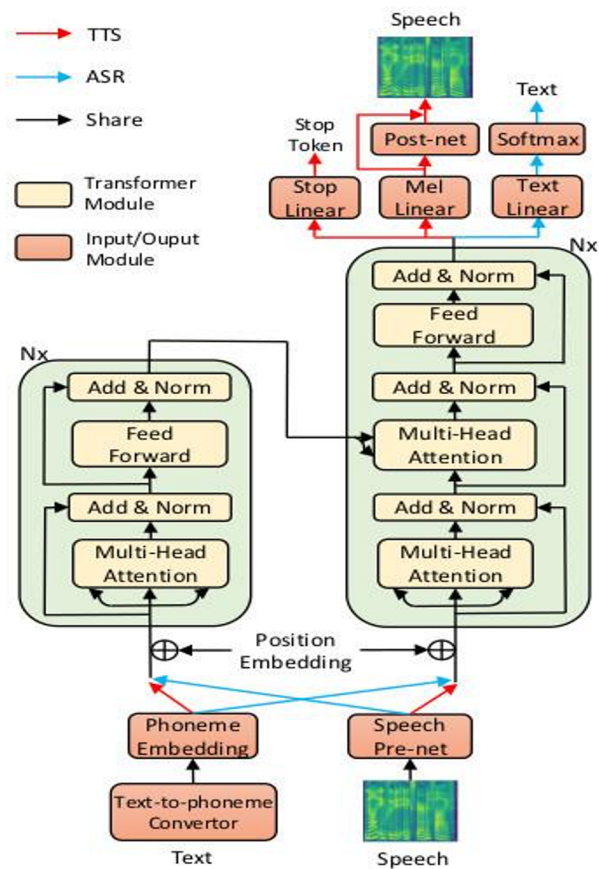 TTS
ASR
Share
Transformer
Module
Input/Ouput
Module
Speech
Text
Stop
Token
Post-net
Softmax
Stop
Linear
Mel
Linear
Text
Linear
Nx
Add & Norm
Feed
Forward
Add & Norm
Multi-Head
Attention
Add & Norm
Multi-Head
Attention
Nx
Add & Norm
Feed
Forward
Add & Norm
Multi-Head
Attention
Position
Embedding
Phoneme
Embedding
Speech
Pre-net
Text-to-phoneme
Convertor
Text
Speech